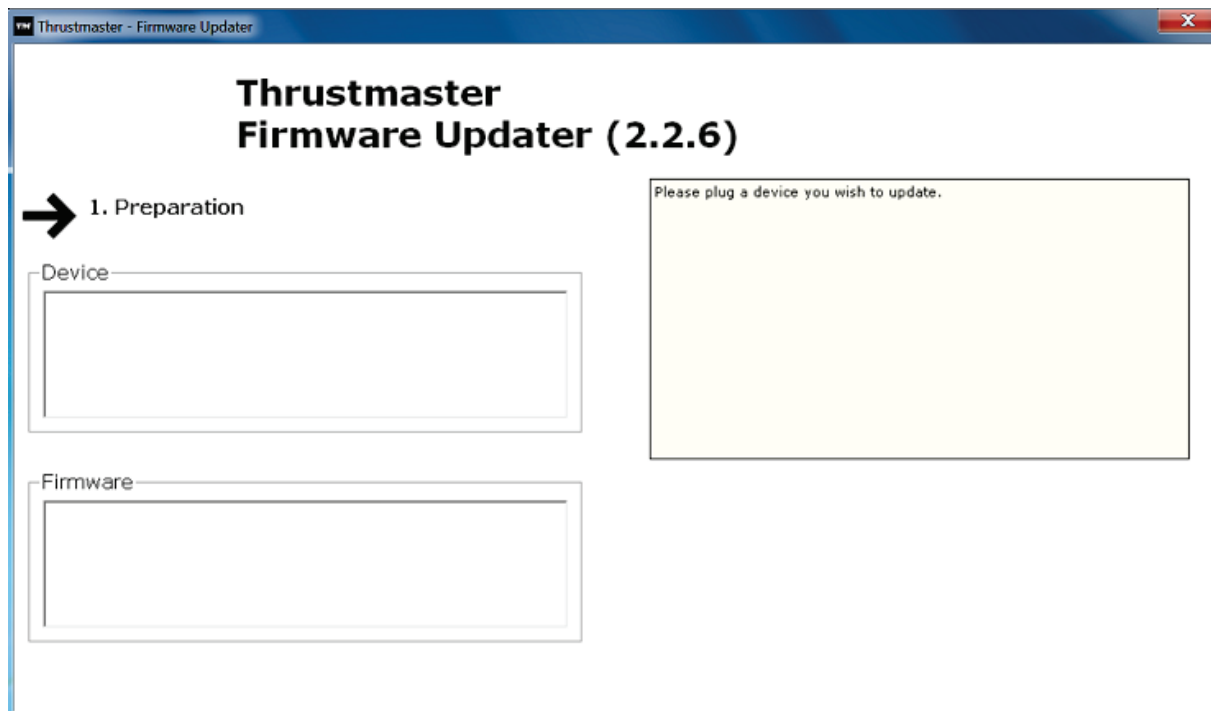 Thrustmaster - Firmware Updater
X
Thrustmaster
Firmware Updater (2.2.6)
1. Preparation
Please plug a device you wish to update.
Device
Firmware